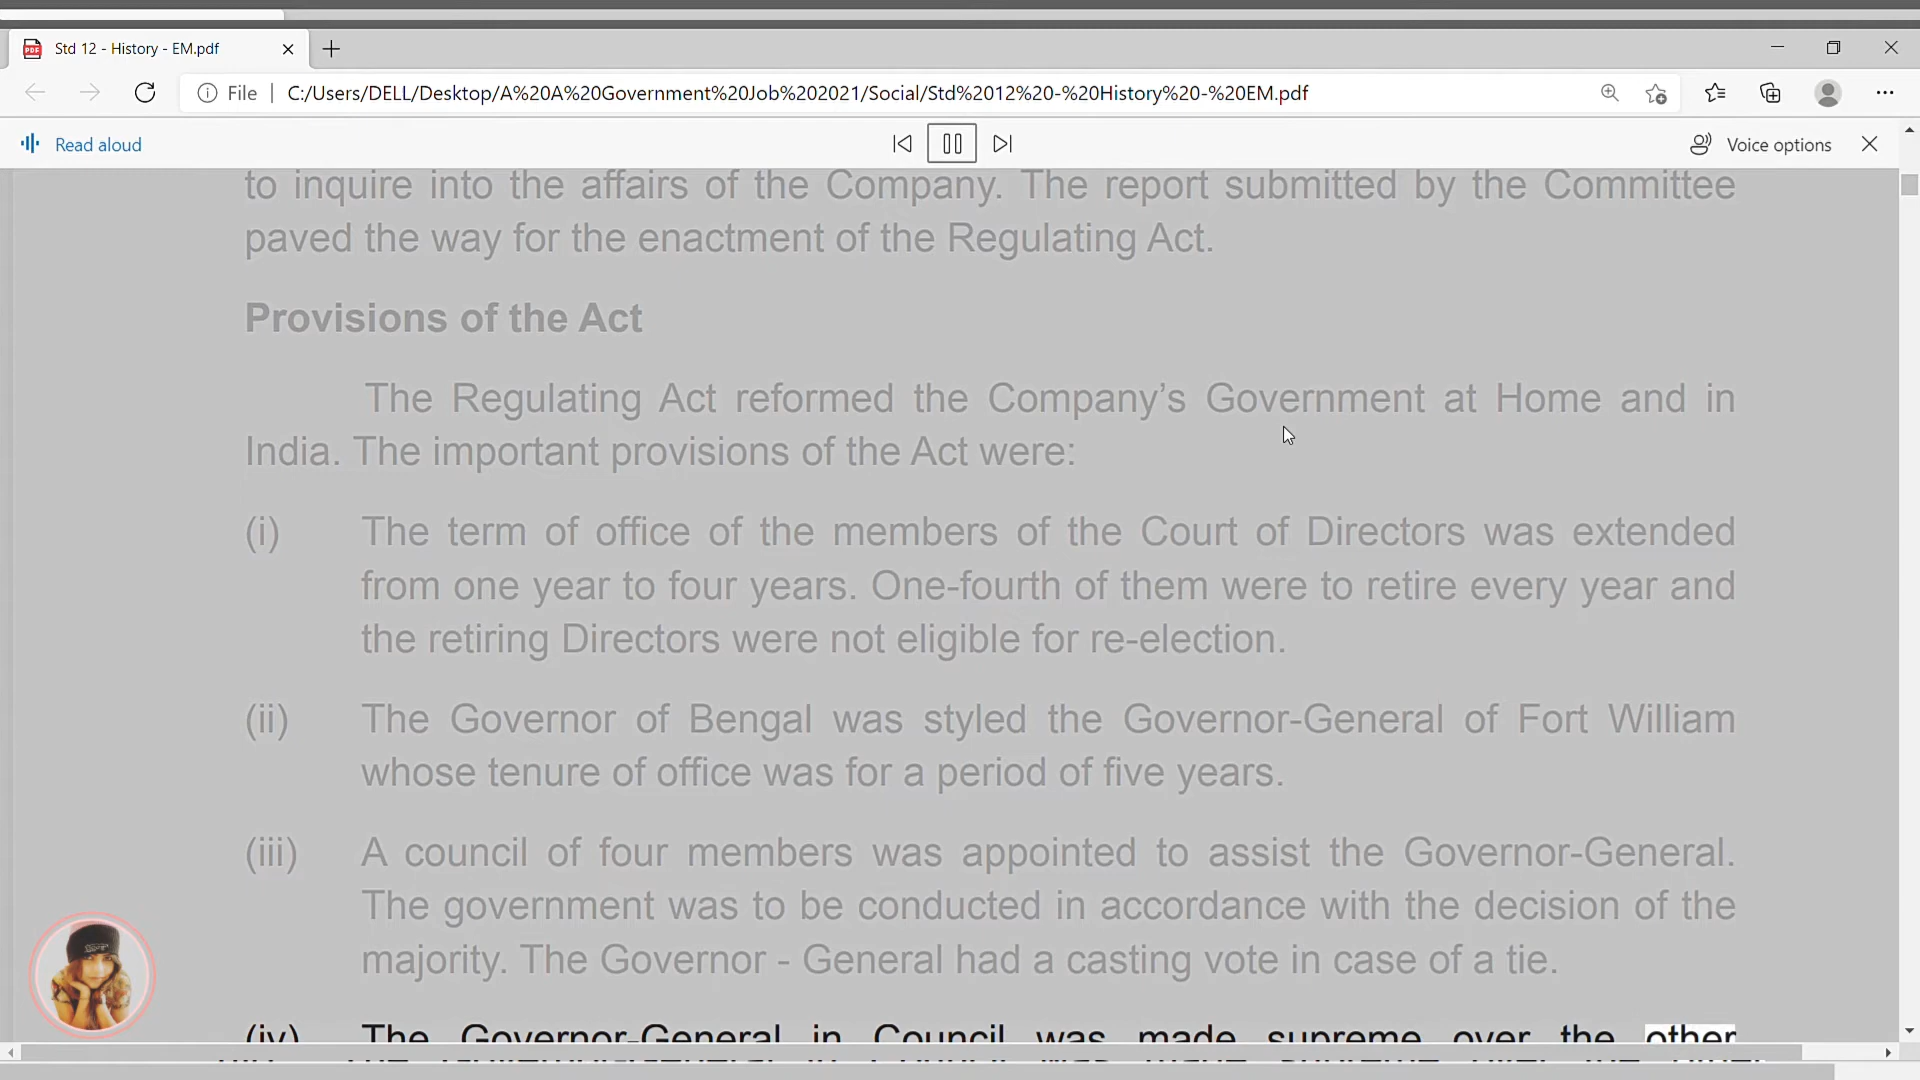 Std 12 - History - EM.pdf
File | C:/Users/DELL/Desktop/A%20A%20Government%20Job%202021/Social/Std%2012%20-%20History%20-%20EM.pdf
Read aloud
Voice options
to inquire into the affairs of the Company. The report submitted by the Committee
paved the way for the enactment of the Regulating Act.
Provisions of the Act
The Regulating Act reformed the Company’s Government at Home and in
India. The important provisions of the Act were:
(i) The term of office of the members of the Court of Directors was extended
from one year to four years. One-fourth of them were to retire every year and
the retiring Directors were not eligible for re-election.
(ii) The Governor of Bengal was styled the Governor-General of Fort William
whose tenure of office was for a period of five years.
(iii) A council of four members was appointed to assist the Governor-General.
The government was to be conducted in accordance with the decision of the
majority. The Governor - General had a casting vote in case of a tie.
(iv) The Governor-General in Council was made supreme over the other